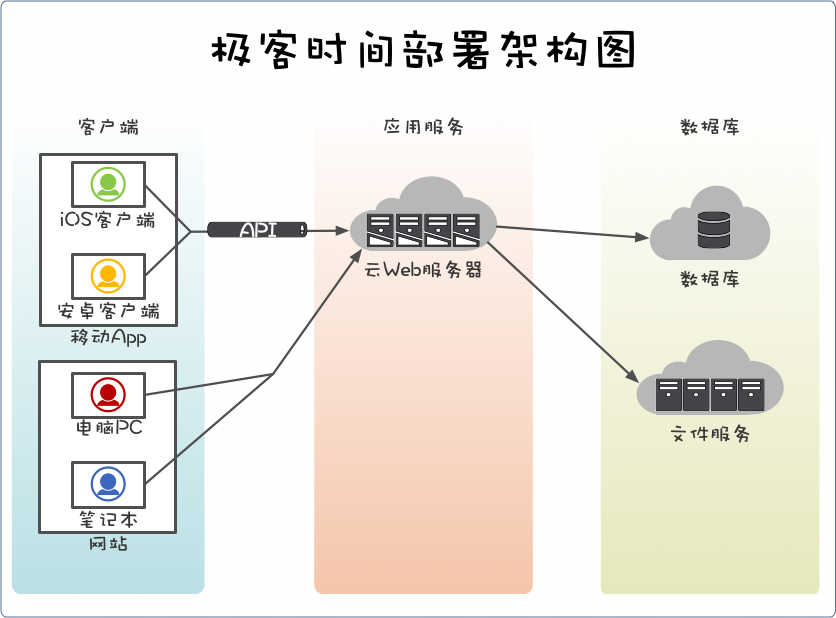 极客时间部署架构图
客户端
应用服务
数据库
iOS客户端
API
安卓客户端
移动App
云Web服务器
数据库
电脑PC
文件服务
笔记本
网站